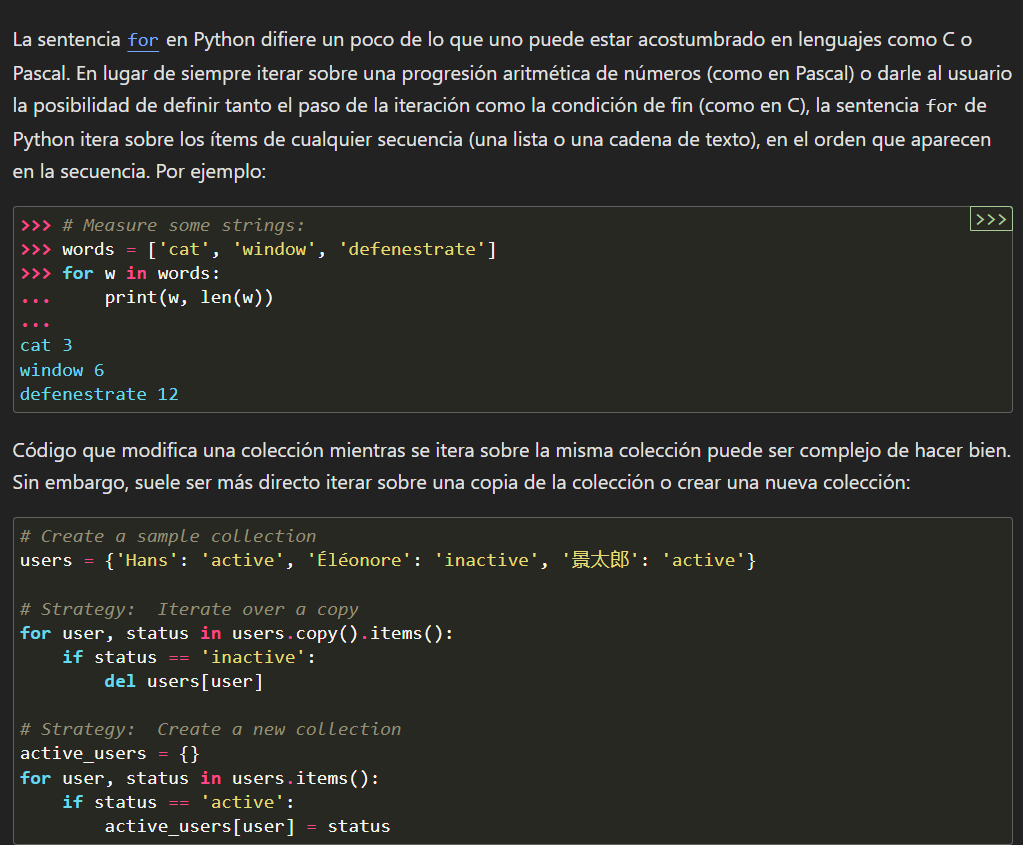 La sentencia for en Python difiere un poco de lo que uno puede estar acostumbrado en lenguajes como C o
Pascal. En lugar de siempre iterar sobre una progresión aritmética de números (como en Pascal) o darle al usuario
la posibilidad de definir tanto el paso de la iteración como la condición de fin (como en C), la sentencia for de
Python itera sobre los ítems de cualquier secuencia (una lista o una cadena de texto), en el orden que aparecen
en la secuencia. Por ejemplo:
>>> # Measure some strings:
>>>
>>> words = ['cat', 'window', 'defenestrate']
>>> for w in words:
...     print(w, len(w))
...
cat 3
window 6
defenestrate 12
Código que modifica una colección mientras se itera sobre la misma colección puede ser complejo de hacer bien.
Sin embargo, suele ser más directo iterar sobre una copia de la colección o crear una nueva colección:
# Create a sample collection
users = {'Hans': 'active', 'Éléonore': 'inactive', '景太郎': 'active'}
# Strategy:  Iterate over a copy
for user, status in users.copy().items():
    if status == 'inactive':
        del users[user]
# Strategy:  Create a new collection
active_users = {}
for user, status in users.items():
    if status == 'active':
        active_users[user] = status